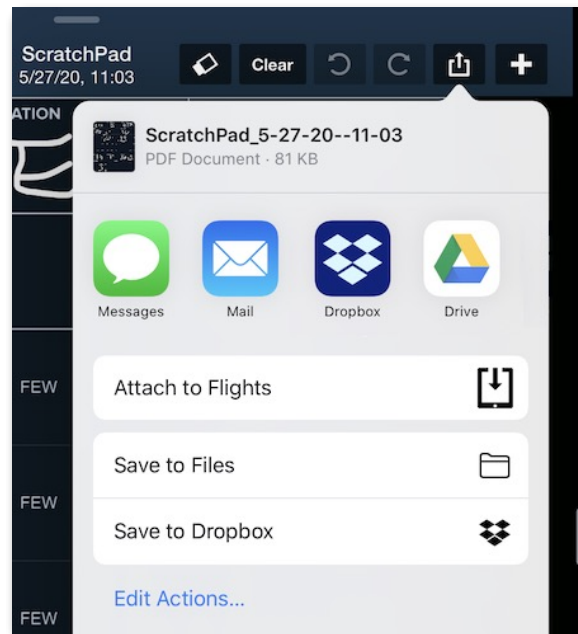 ScratchPad
5/27/20, 11:03
Clear
ATION
ScratchPad_5-27-20--11-03
PDF Document · 81 KB
Messages Mail Dropbox Drive
FEW
Attach to Flights
Save to Files
FEW
Save to Dropbox
Edit Actions...
FEW